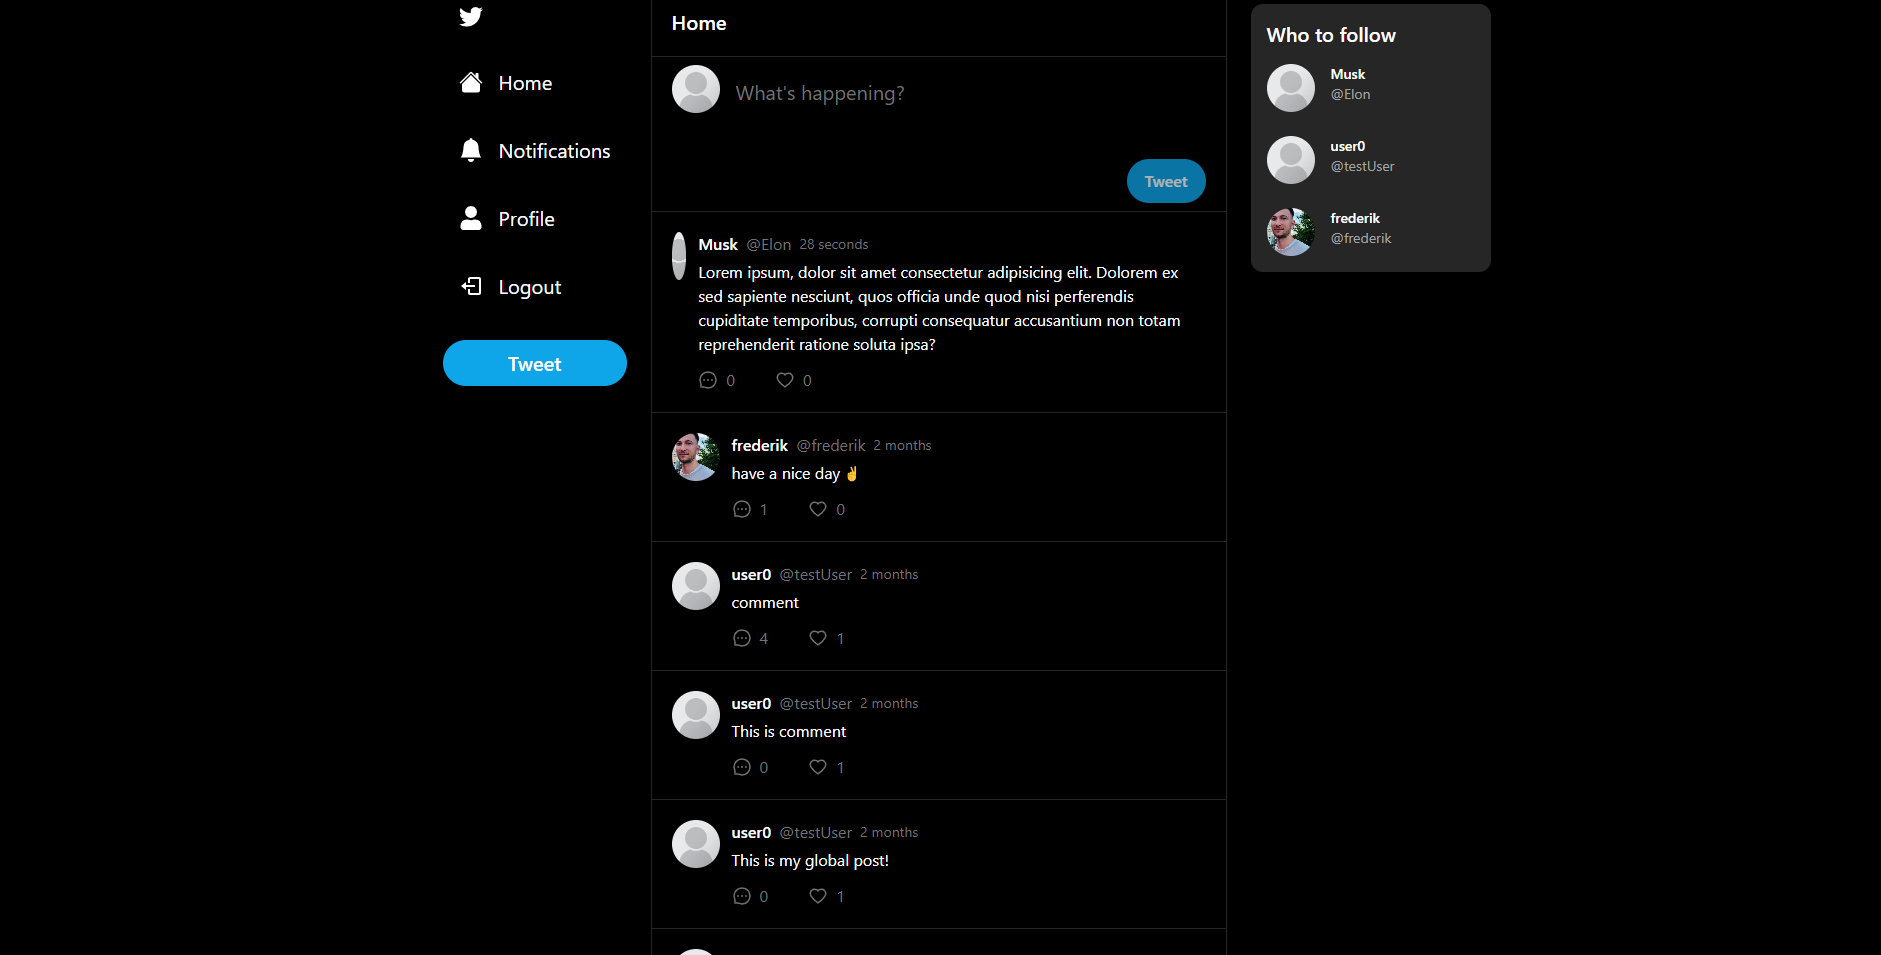 Home
Notifications
Profile
Logout
Tweet
Home
What's happening?
Tweet
Musk @Elon 28 seconds
Lorem ipsum, dolor sit amet consectetur adipisicing elit. Dolorem ex
sed sapiente nesciunt, quos officia unde quod nisi perferendis
cupiditate temporibus, corrupti consequatur accusantium non totam
reprehenderit ratione soluta ipsa?
0 0
frederik @frederik 2 months
have a nice day ✌
1 0
user0 @testUser 2 months
comment
4 1
user0 @testUser 2 months
This is comment
0 1
user0 @testUser 2 months
This is my global post!
0 1
Who to follow
Musk
@Elon
user0
@testUser
frederik
@frederik